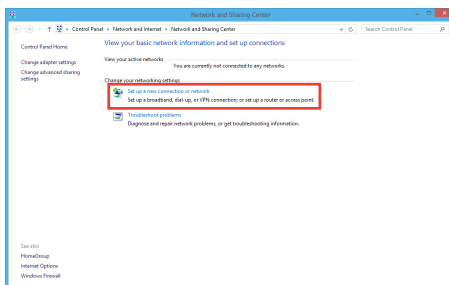 Network and Sharing Center
Control Panel ▸ Network and Internet ▸ Network and Sharing Center
Search Control Panel
Control Panel Home
Change adapter settings
Change advanced sharing
settings
View your basic network information and set up connections
View your active networks
You are currently not connected to any networks.
Change your networking settings
Set up a new connection or network
Set up a broadband, dial-up, or VPN connection; or set up a router or access point.
Troubleshoot problems
Diagnose and repair network problems, or get troubleshooting information.
See also
HomeGroup
Internet Options
Windows Firewall